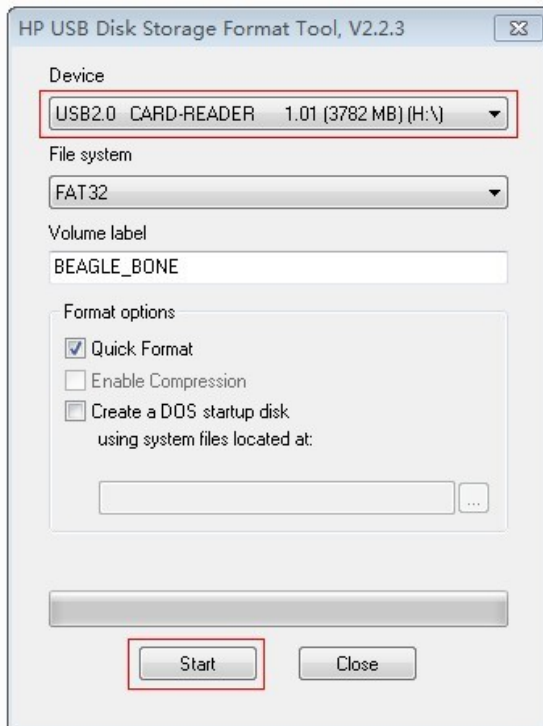 HP USB Disk Storage Format Tool, V2.2.3
Device
USB2.0 CARD-READER 1.01 (3782 MB) (H:\)
File system
FAT32
Volume label
BEAGLE_BONE
Format options
Quick Format
Enable Compression
Create a DOS startup disk
using system files located at:
...
Start
Close